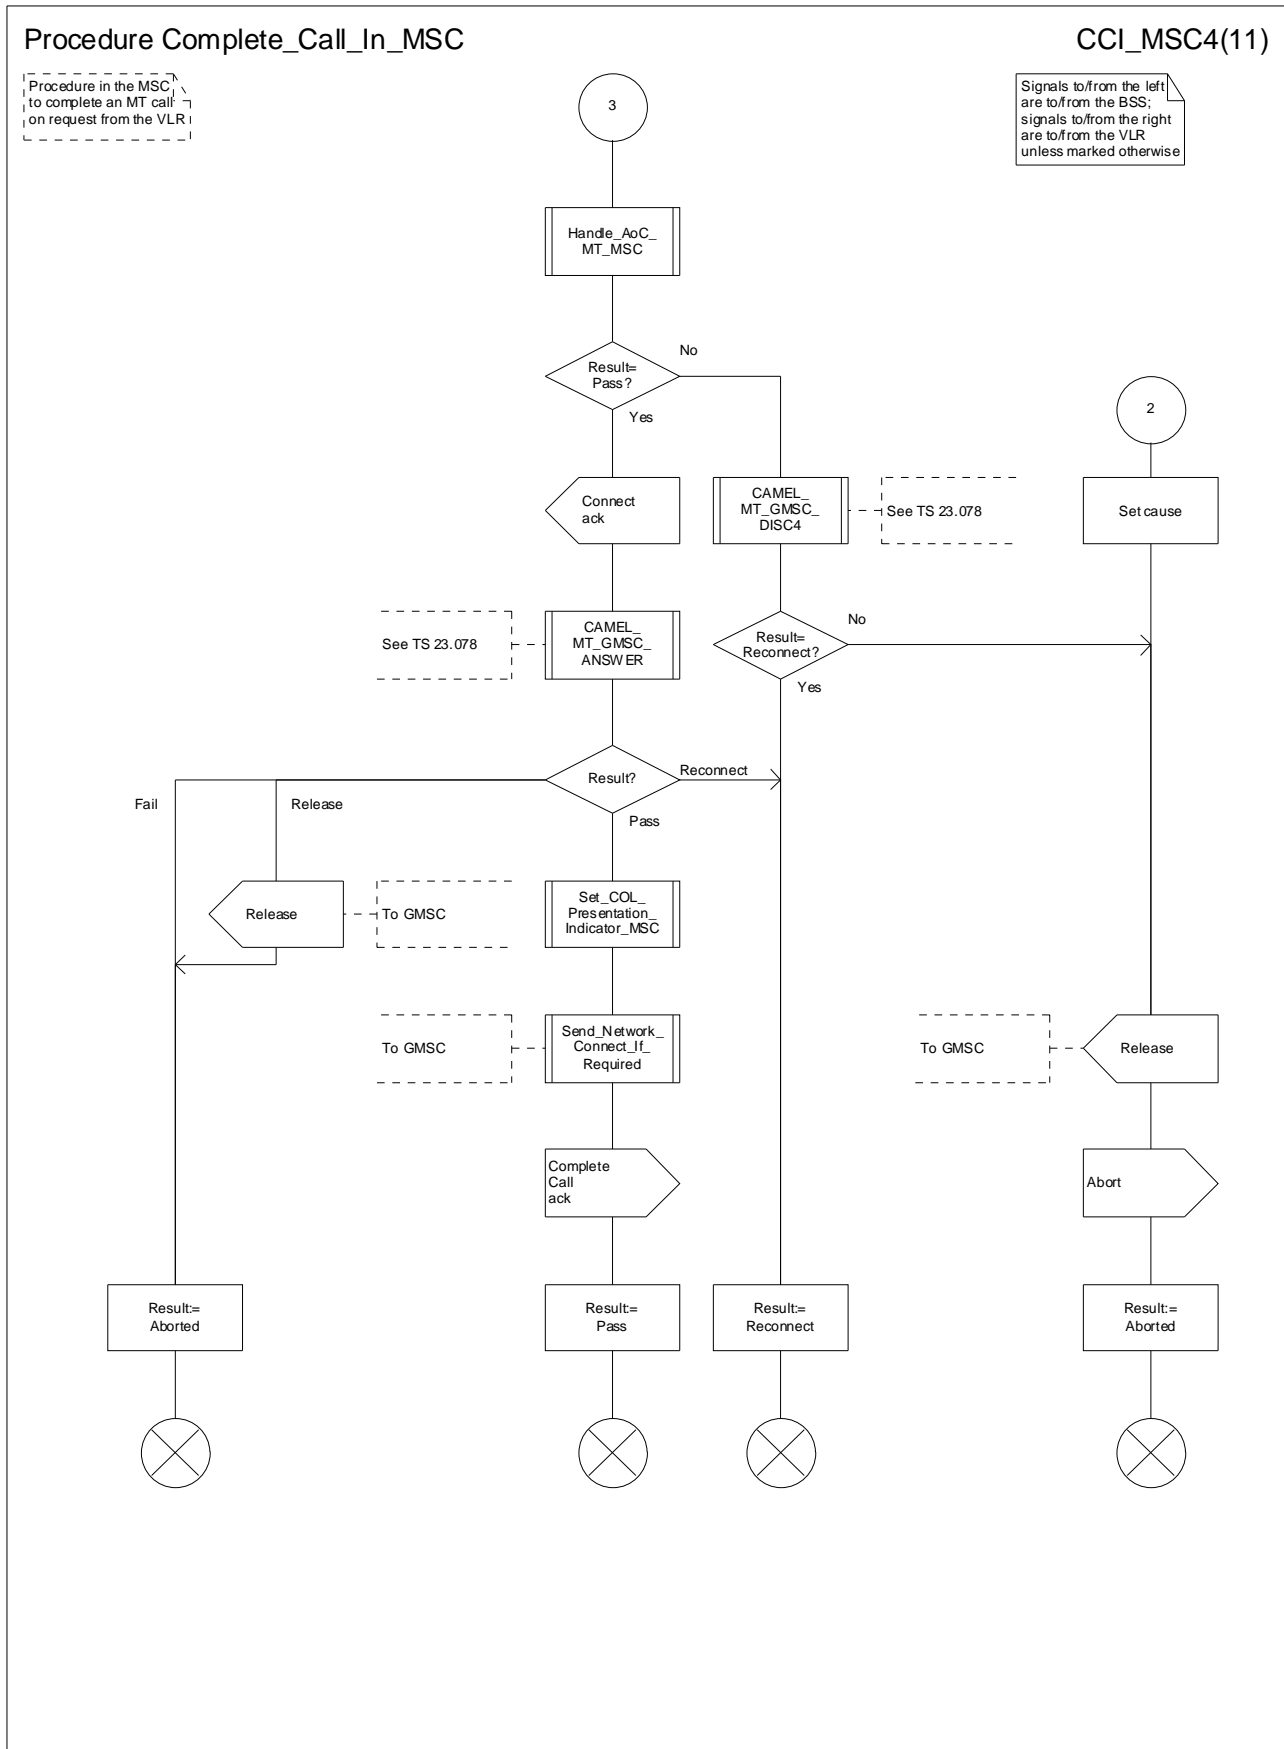 Procedure Complete_Call_In_MSC
CCI_MSC4(11)
Procedure in the MSC
to complete an MT call
on request from the VLR
Signals to/from the left
are to/from the BSS;
signals to/from the right
are to/from the VLR
unless marked otherwise
3
Handle_AoC_
MT_MSC
Result=
Pass?
No
Yes
2
Connect
ack
CAMEL_
MT_GMSC_
DISC4
See TS 23.078
Set cause
See TS 23.078
CAMEL_
MT_GMSC_
ANSWER
Result=
Reconnect?
No
Yes
Result?
Reconnect
Fail
Release
Pass
Release
To GMSC
Set_COL_
Presentation_
Indicator_MSC
To GMSC
Send_Network_
Connect_If_
Required
To GMSC
Release
Complete
Call
ack
Abort
Result:=
Aborted
Result:=
Pass
Result:=
Reconnect
Result:=
Aborted